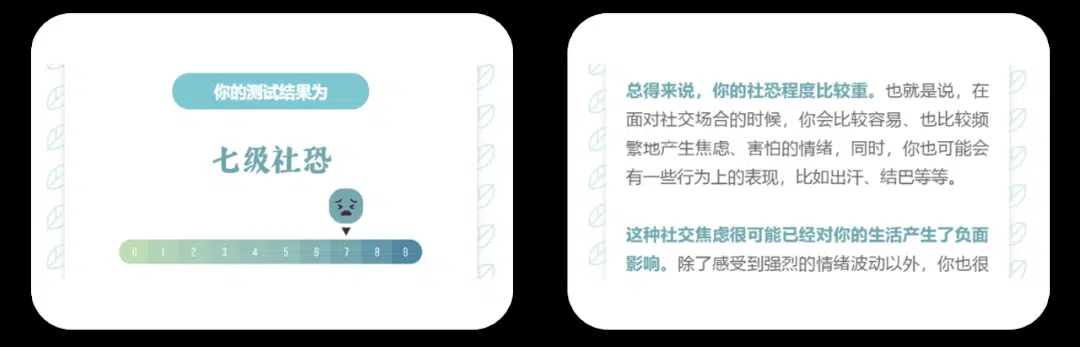 你的测试结果为
七级社恐
0 1 2 3 4 5 6 7 8 9
总得来说，你的社恐程度比较重。也就是说，在
面对社交场合的时候，你会比较容易、也比较频
繁地产生焦虑、害怕的情绪，同时，你也可能会
有一些行为上的表现，比如出汗、结巴等等。
这种社交焦虑很可能已经对你的生活产生了负面
影响。除了感受到强烈的情绪波动以外，你也很